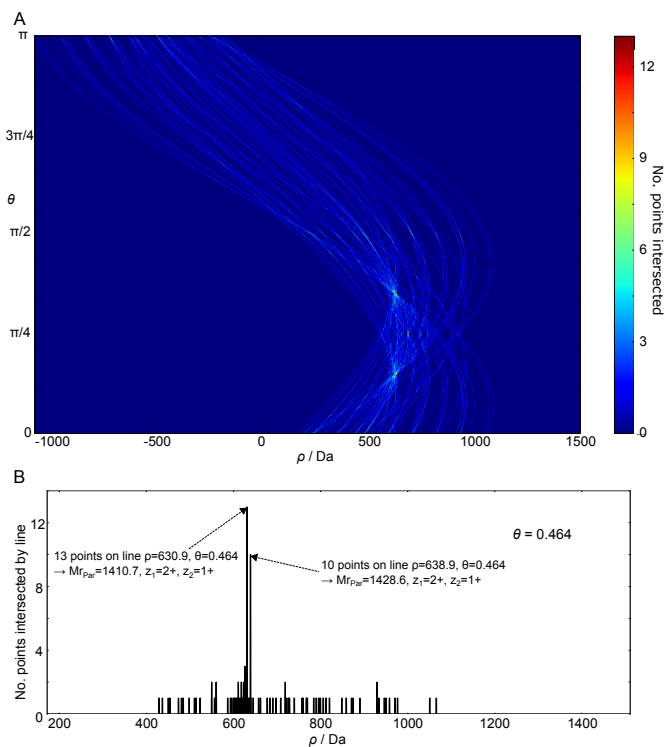 A
π
3π/4
θ
π/2
π/4
0
-1000
-500
0
500
1000
1500
ρ / Da
12
9
6
3
0
No. points intersected
B
12
8
4
0
No. points intersected by line
θ = 0.464
13 points on line ρ=630.9, θ=0.464
→ Mr_Par=1410.7, z₁=2+, z₂=1+
10 points on line ρ=638.9, θ=0.464
→ Mr_Par=1428.6, z₁=2+, z₂=1+
200
400
600
800
1000
1200
1400
ρ / Da